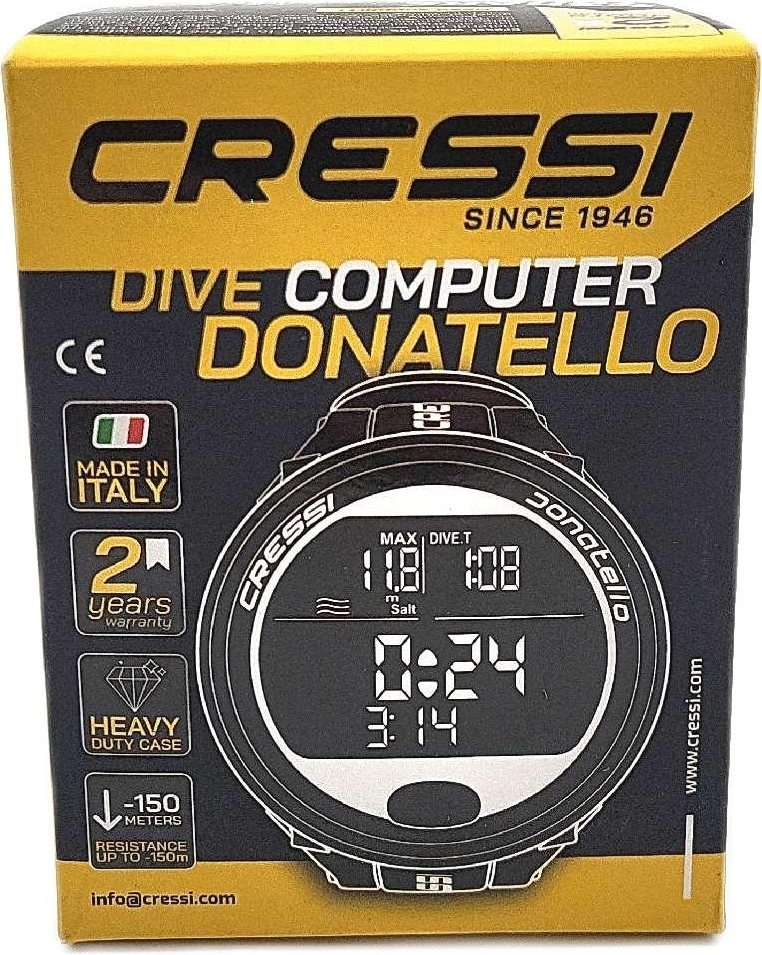 CRESSI
SINCE 1946
DIVE COMPUTER
DONATELLO
CE
MADE IN
ITALY
2
years
warranty
HEAVY
DUTY CASE
-150
METERS
RESISTANCE
UP TO -150m
CRESSI
Donatello
MAX DIVE.T
11.8 1:08
m
Salt
0:24
3:14
www.cressi.com
info@cressi.com